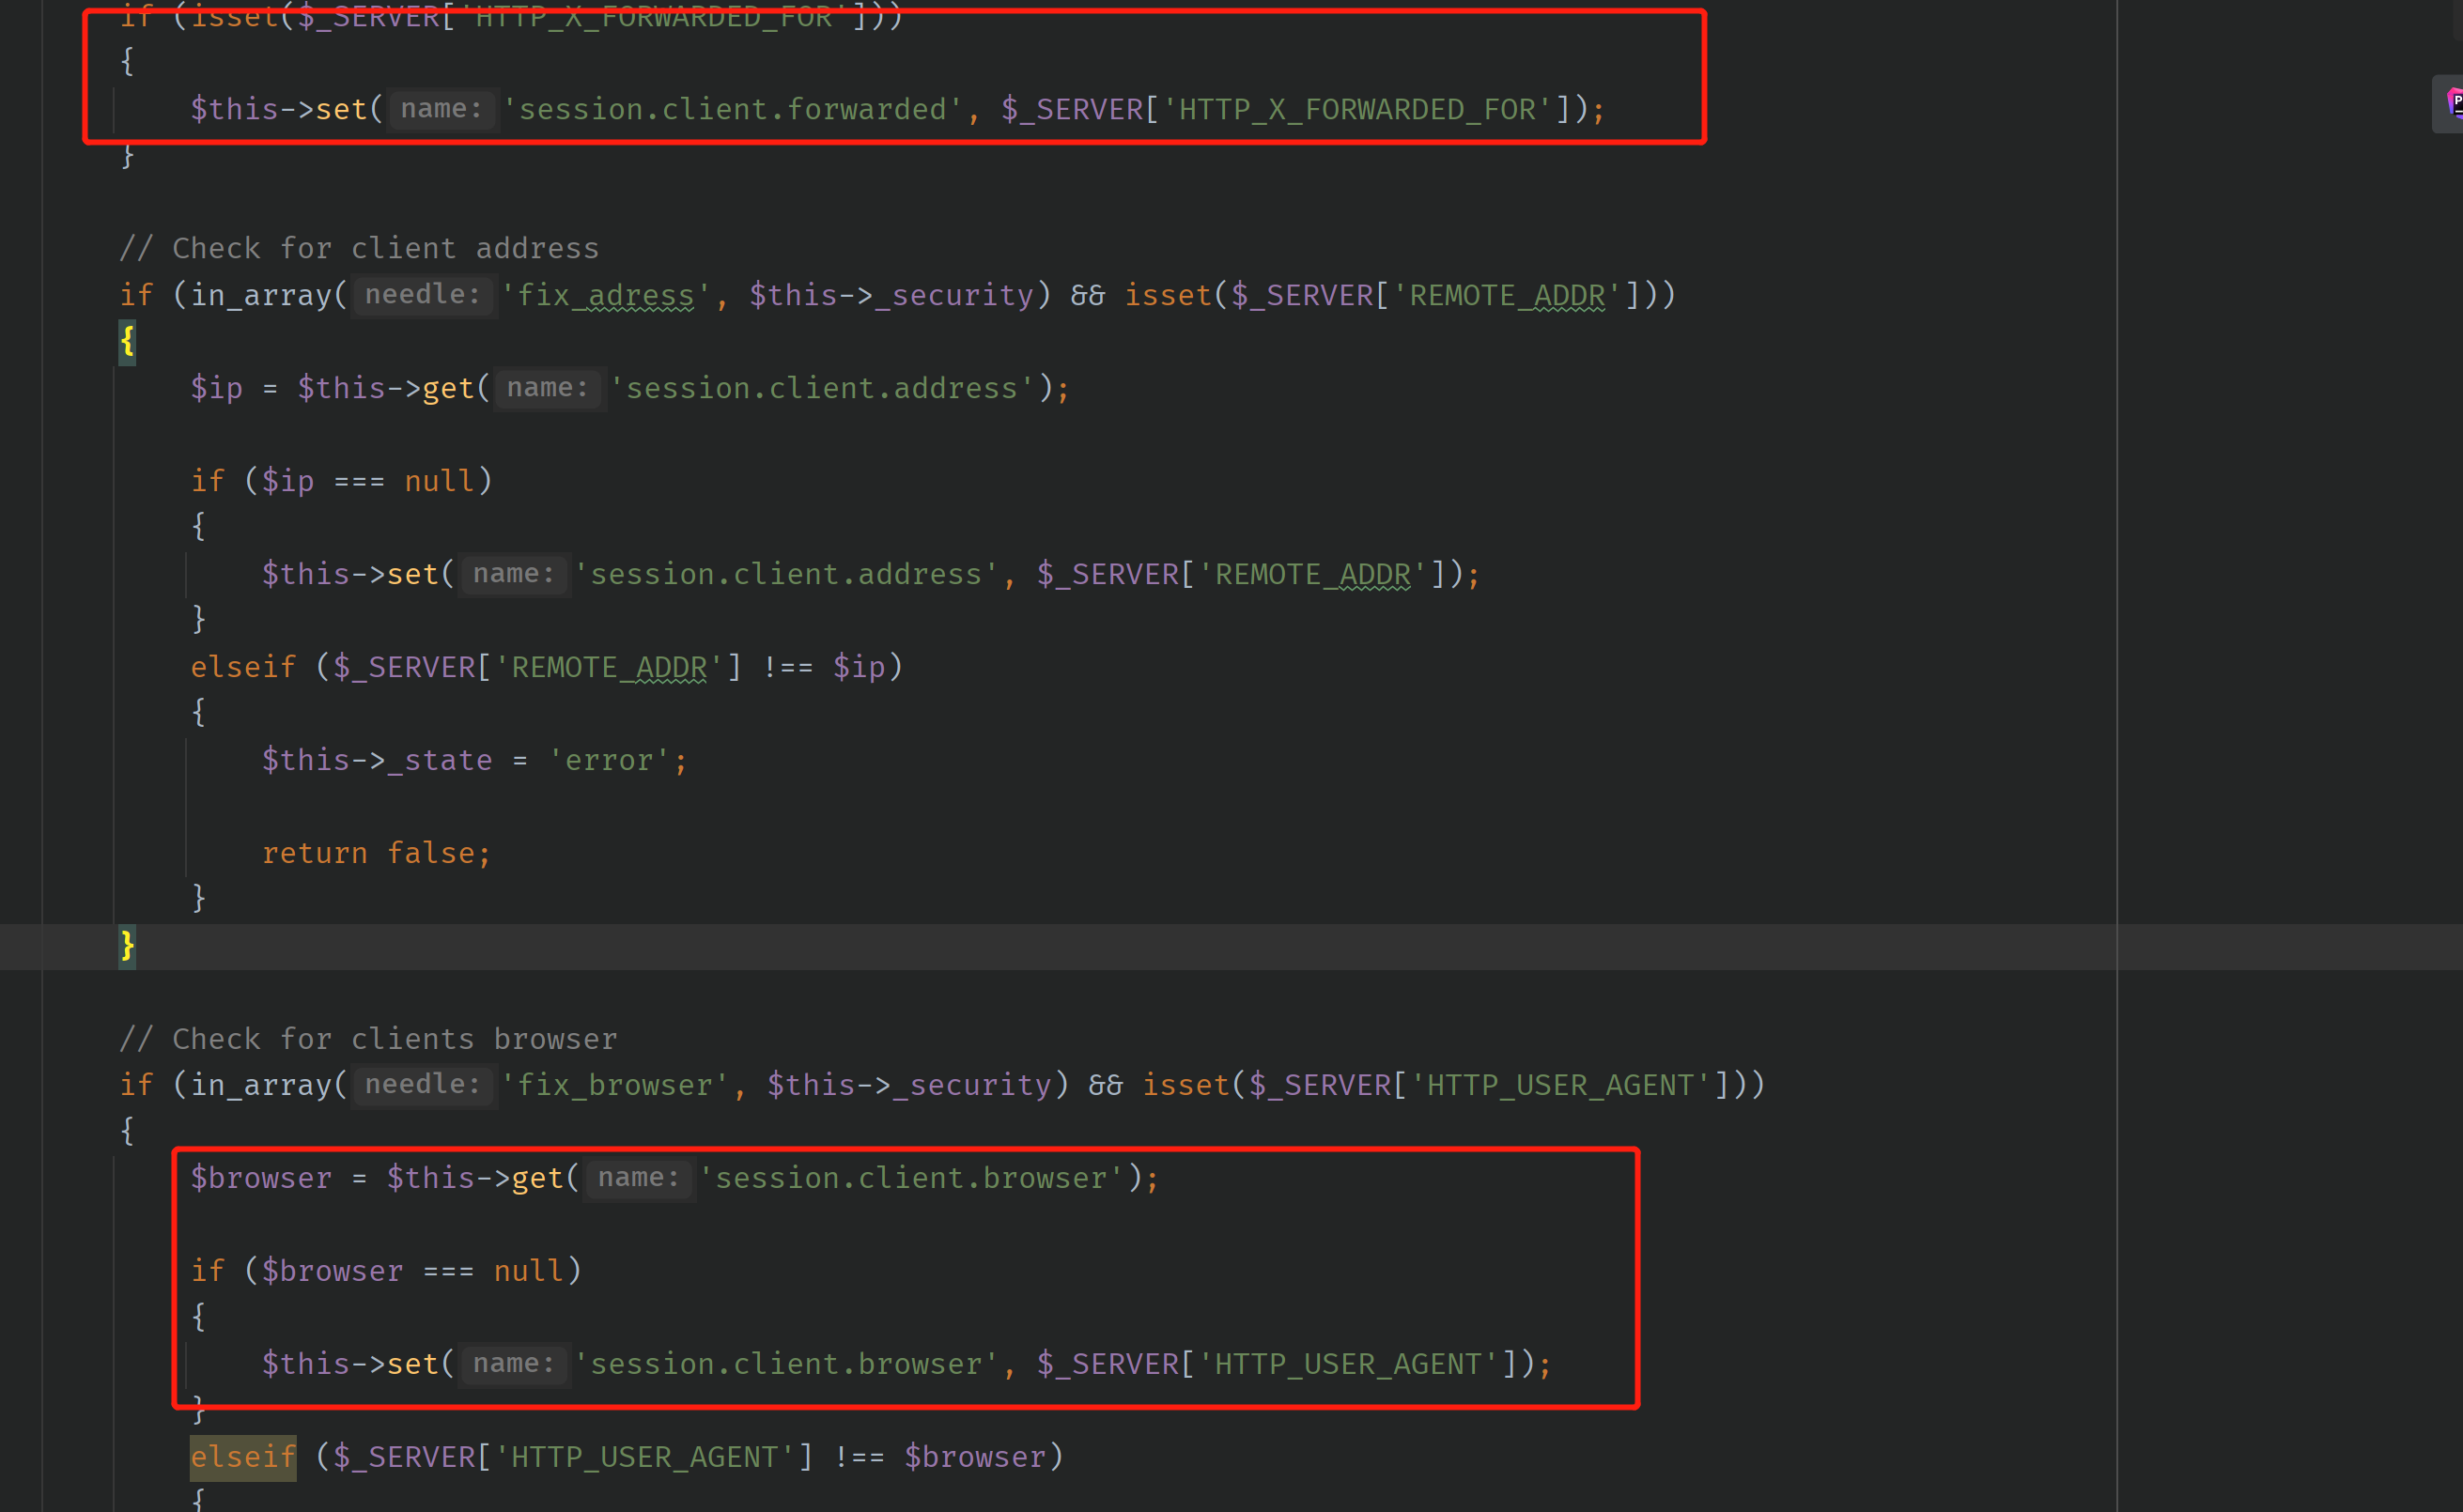 if (isset($_SERVER['HTTP_X_FORWARDED_FOR']))
{
$this->set( name: 'session.client.forwarded', $_SERVER['HTTP_X_FORWARDED_FOR']);
}
// Check for client address
if (in_array( needle: 'fix_adress', $this->_security) && isset($_SERVER['REMOTE_ADDR']))
{
$ip = $this->get( name: 'session.client.address');
if ($ip === null)
{
$this->set( name: 'session.client.address', $_SERVER['REMOTE_ADDR']);
}
elseif ($_SERVER['REMOTE_ADDR'] !== $ip)
{
$this->_state = 'error';
return false;
}
}
// Check for clients browser
if (in_array( needle: 'fix_browser', $this->_security) && isset($_SERVER['HTTP_USER_AGENT']))
{
$browser = $this->get( name: 'session.client.browser');
if ($browser === null)
{
$this->set( name: 'session.client.browser', $_SERVER['HTTP_USER_AGENT']);
}
elseif ($_SERVER['HTTP_USER_AGENT'] !== $browser)
{